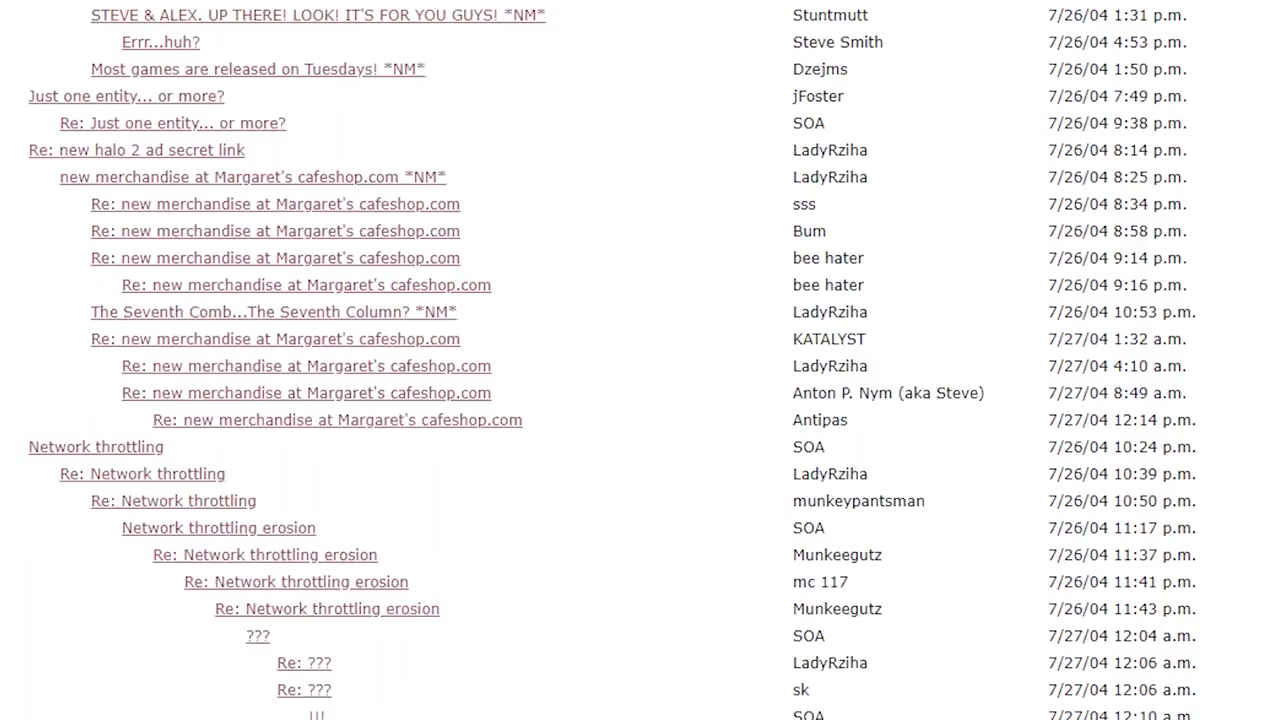 STEVE & ALEX. UP THERE! LOOK! IT'S FOR YOU GUYS! *NM* Stuntmutt 7/26/04 1:31 p.m.
Errr...huh? Steve Smith 7/26/04 4:53 p.m.
Most games are released on Tuesdays! *NM* Dzejms 7/26/04 1:50 p.m.
Just one entity... or more? jFoster 7/26/04 7:49 p.m.
Re: Just one entity... or more? SOA 7/26/04 9:38 p.m.
Re: new halo 2 ad secret link LadyRziha 7/26/04 8:14 p.m.
new merchandise at Margaret's cafeshop.com *NM* LadyRziha 7/26/04 8:25 p.m.
Re: new merchandise at Margaret's cafeshop.com sss 7/26/04 8:34 p.m.
Re: new merchandise at Margaret's cafeshop.com Bum 7/26/04 8:58 p.m.
Re: new merchandise at Margaret's cafeshop.com bee hater 7/26/04 9:14 p.m.
Re: new merchandise at Margaret's cafeshop.com bee hater 7/26/04 9:16 p.m.
The Seventh Comb...The Seventh Column? *NM* LadyRziha 7/26/04 10:53 p.m.
Re: new merchandise at Margaret's cafeshop.com KATALYST 7/27/04 1:32 a.m.
Re: new merchandise at Margaret's cafeshop.com LadyRziha 7/27/04 4:10 a.m.
Re: new merchandise at Margaret's cafeshop.com Anton P. Nym (aka Steve) 7/27/04 8:49 a.m.
Re: new merchandise at Margaret's cafeshop.com Antipas 7/27/04 12:14 p.m.
Network throttling SOA 7/26/04 10:24 p.m.
Re: Network throttling LadyRziha 7/26/04 10:39 p.m.
Re: Network throttling munkeypantsman 7/26/04 10:50 p.m.
Network throttling erosion SOA 7/26/04 11:17 p.m.
Re: Network throttling erosion Munkeegutz 7/26/04 11:37 p.m.
Re: Network throttling erosion mc 117 7/26/04 11:41 p.m.
Re: Network throttling erosion Munkeegutz 7/26/04 11:43 p.m.
??? SOA 7/27/04 12:04 a.m.
Re: ??? LadyRziha 7/27/04 12:06 a.m.
Re: ??? sk 7/27/04 12:06 a.m.
!!! SOA 7/27/04 12:10 a.m.